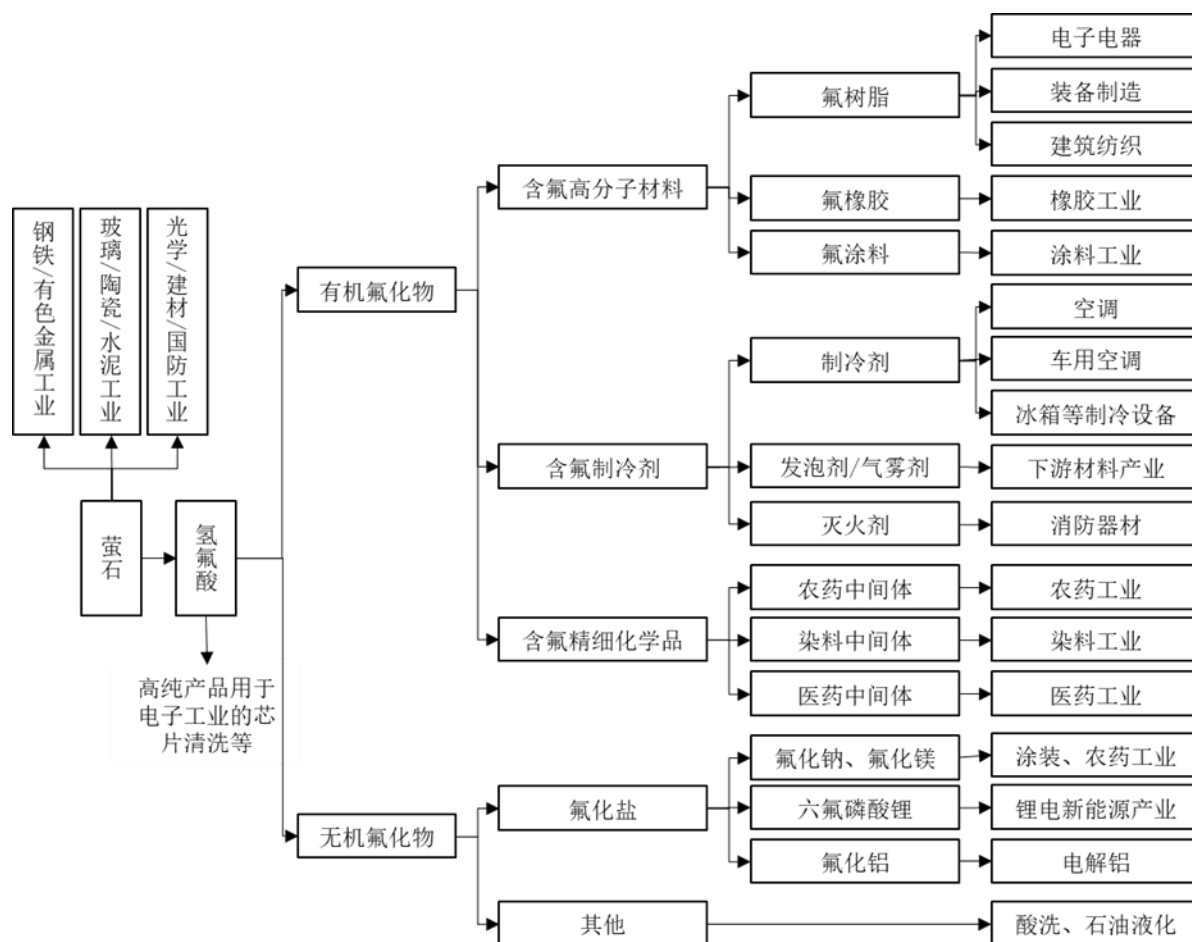 电子电器
氟树脂
装备制造
建筑纺织
含氟高分子材料
氟橡胶
橡胶工业
氟涂料
涂料工业
钢铁/有色金属工业
玻璃/陶瓷/水泥工业
光学/建材/国防工业
有机氟化物
空调
制冷剂
车用空调
冰箱等制冷设备
含氟制冷剂
发泡剂/气雾剂
下游材料产业
灭火剂
消防器材
萤石
氢氟酸
农药中间体
农药工业
含氟精细化学品
染料中间体
染料工业
医药中间体
医药工业
高纯产品用于
电子工业的芯
片清洗等
氟化钠、氟化镁
涂装、农药工业
无机氟化物
氟化盐
六氟磷酸锂
锂电新能源产业
氟化铝
电解铝
其他
酸洗、石油液化